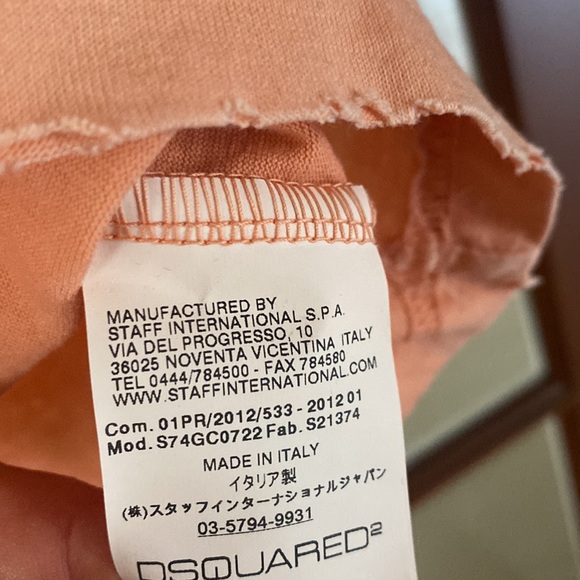 MANUFACTURED BY
STAFF INTERNATIONAL S.P.A.
VIA DEL PROGRESSO, 10
36025 NOVENTA VICENTINA ITALY
TEL 0444/784500 - FAX 784580
WWW.STAFFINTERNATIONAL.COM
Com. 01PR/2012/533 - 2012 01
Mod. S74GC0722 Fab. S21374
MADE IN ITALY
イタリア製
(株)スタッフインターナショナルジャパン
03-5794-9931
DSQUARED2